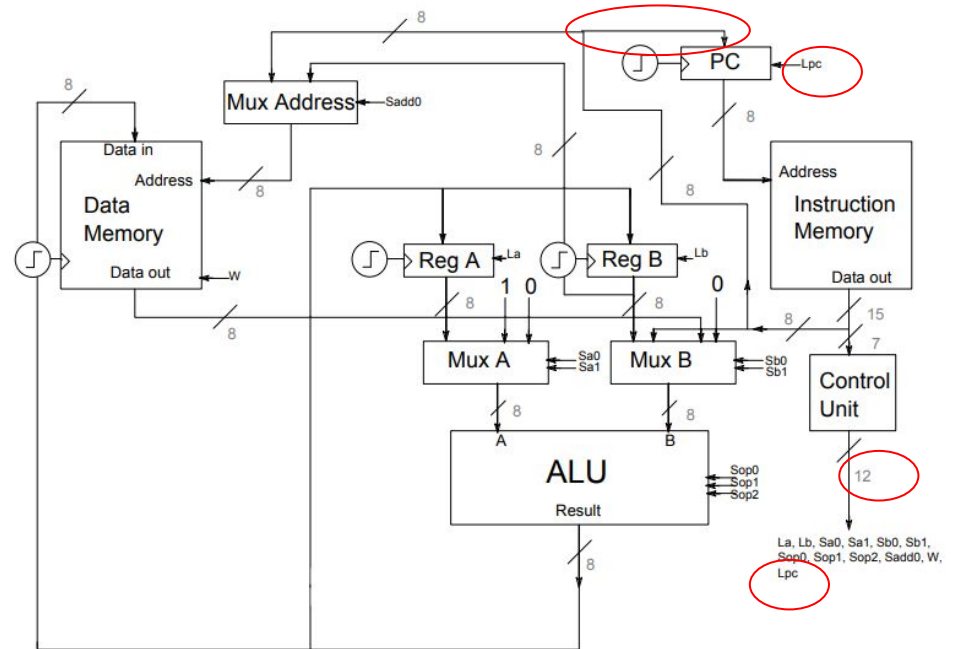 8
PC
Lpc
8
Mux Address
Sadd0
8
Data in
Address
8
Data
Memory
Data out
W
8
8
8
Address
Instruction
Memory
Data out
Reg A
La
Reg B
Lb
1 0
0
8
8
8
15
7
8
Mux A
Sa0
Sa1
Mux B
Sb0
Sb1
Control
Unit
8
8
A
B
ALU
Sop0
Sop1
Sop2
Result
12
8
La, Lb, Sa0, Sa1, Sb0, Sb1,
Sop0, Sop1, Sop2, Sadd0, W,
Lpc